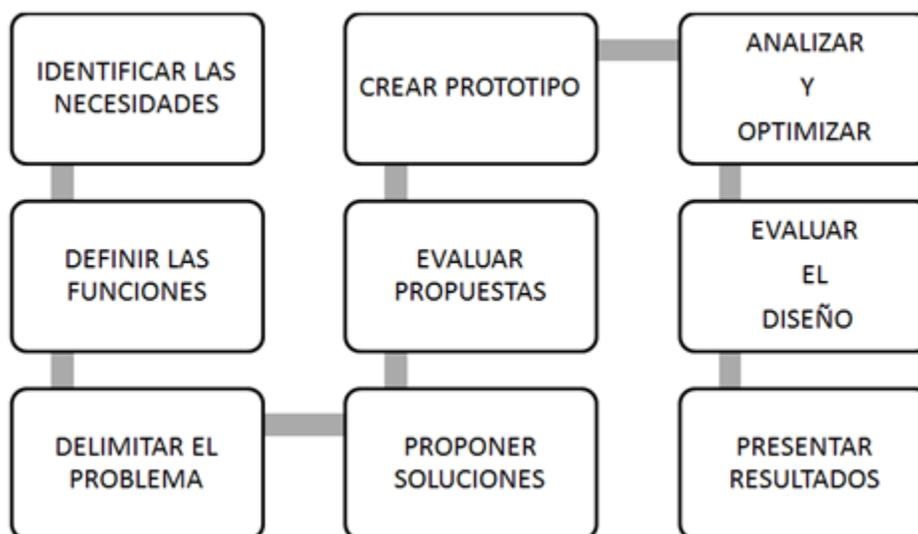 IDENTIFICAR LAS
NECESIDADES
DEFINIR LAS
FUNCIONES
DELIMITAR EL
PROBLEMA
PROPONER
SOLUCIONES
EVALUAR
PROPUESTAS
CREAR PROTOTIPO
ANALIZAR
Y
OPTIMIZAR
EVALUAR
EL
DISEÑO
PRESENTAR
RESULTADOS